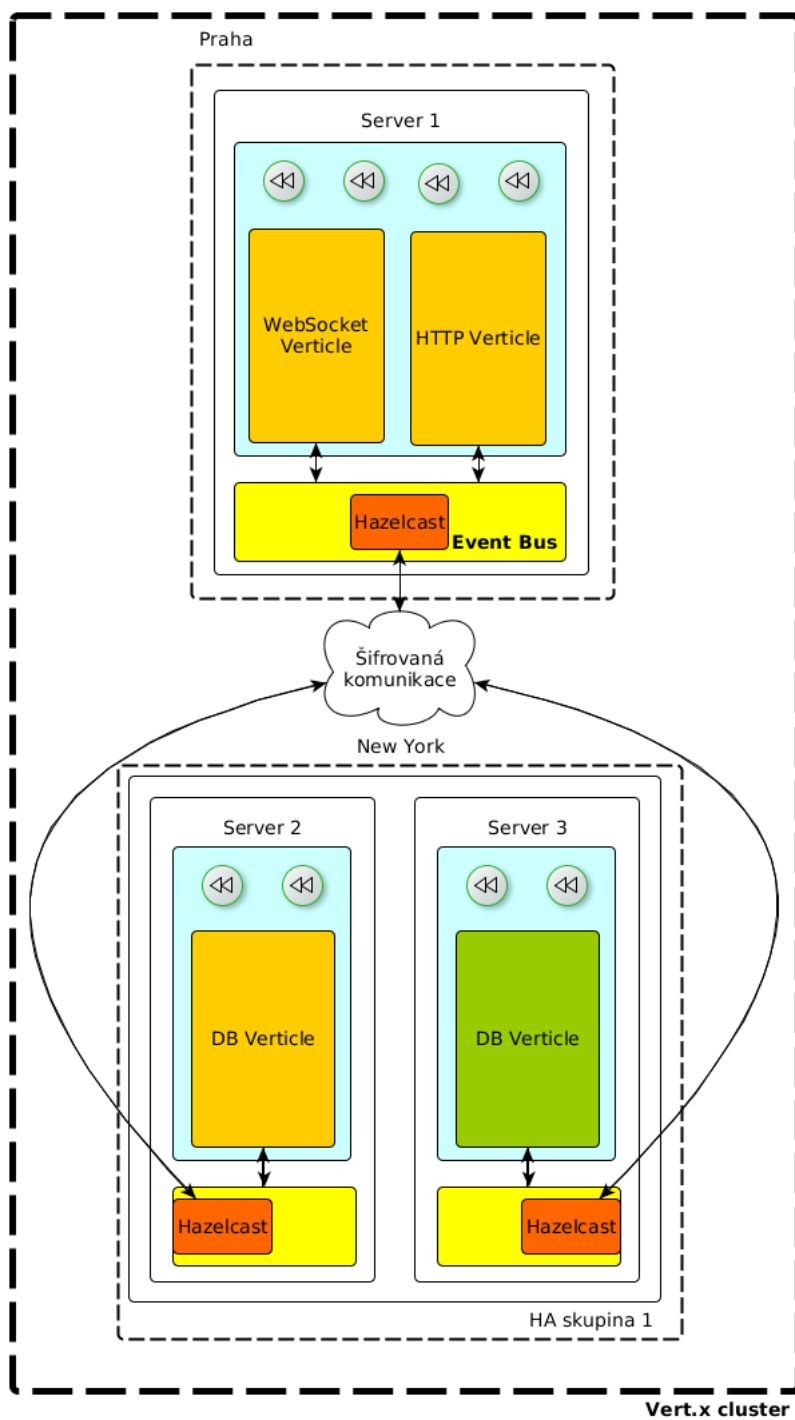 Praha
Server 1
WebSocket
Verticle
HTTP Verticle
Hazelcast
Event Bus
Šifrovaná
komunikace
New York
Server 2
Server 3
DB Verticle
DB Verticle
Hazelcast
Hazelcast
HA skupina 1
Vert.x cluster